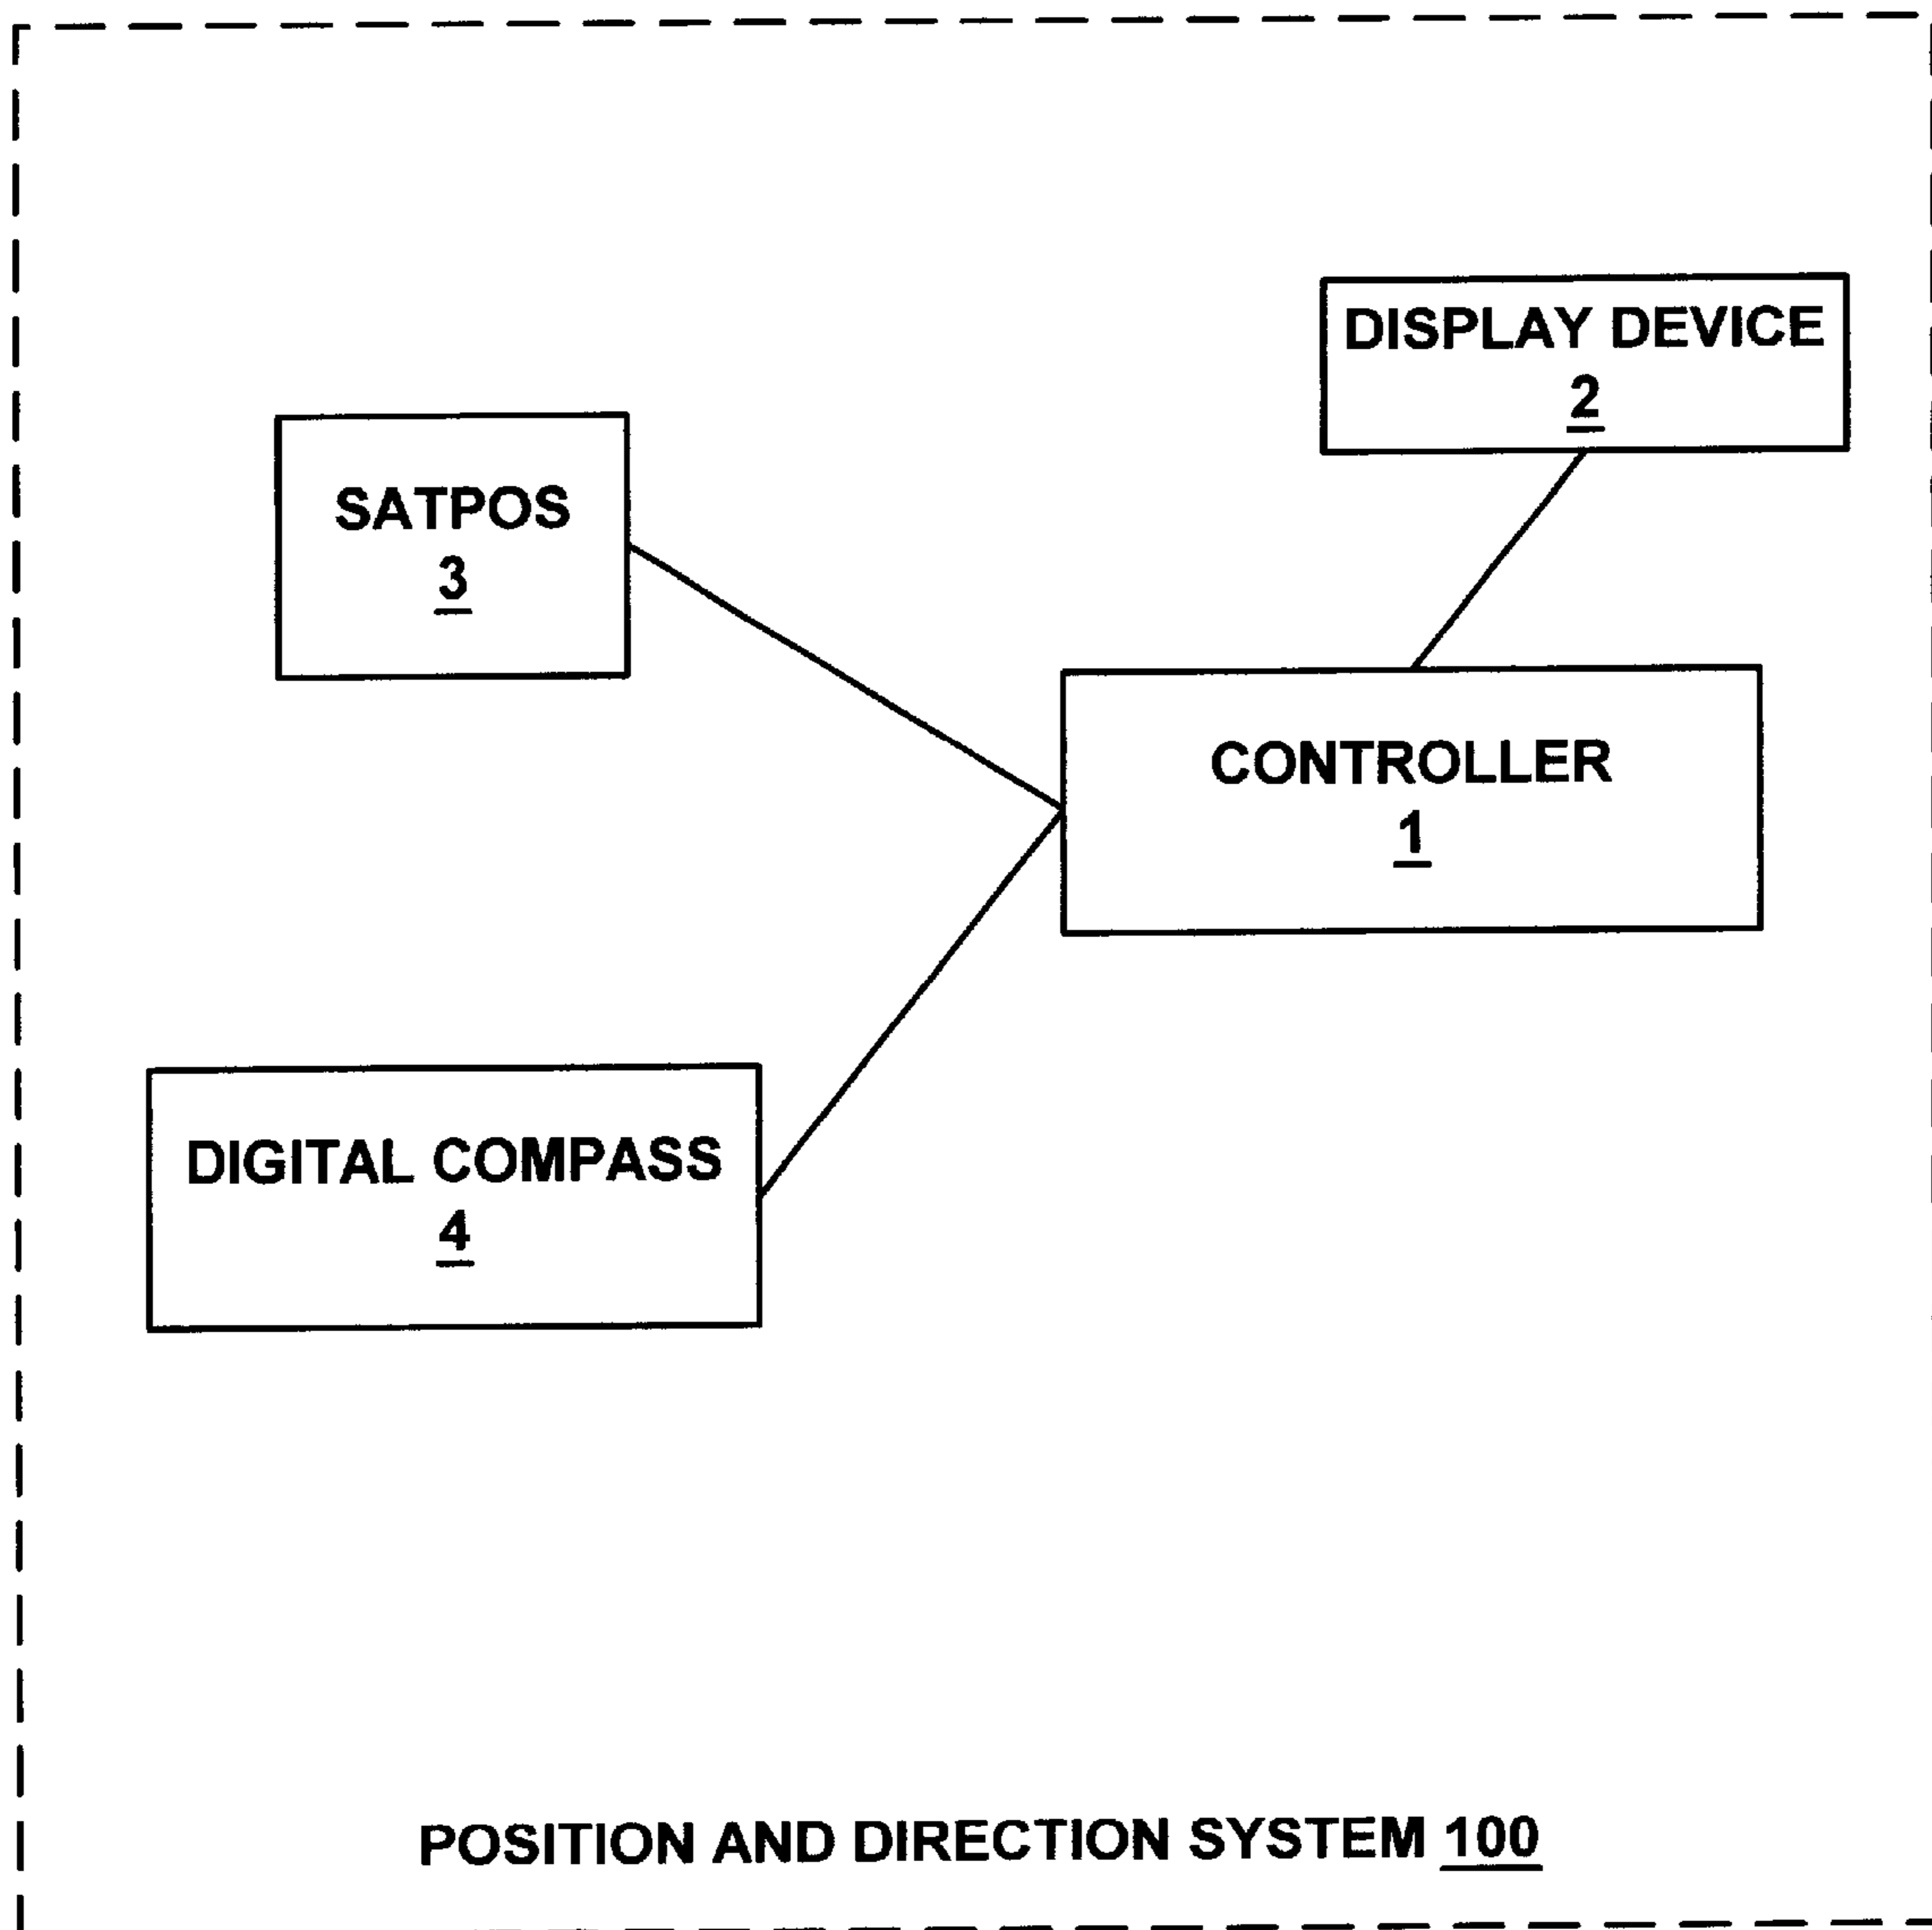 DISPLAY DEVICE
2
SATPOS
3
CONTROLLER
1
DIGITAL COMPASS
4
POSITION AND DIRECTION SYSTEM 100